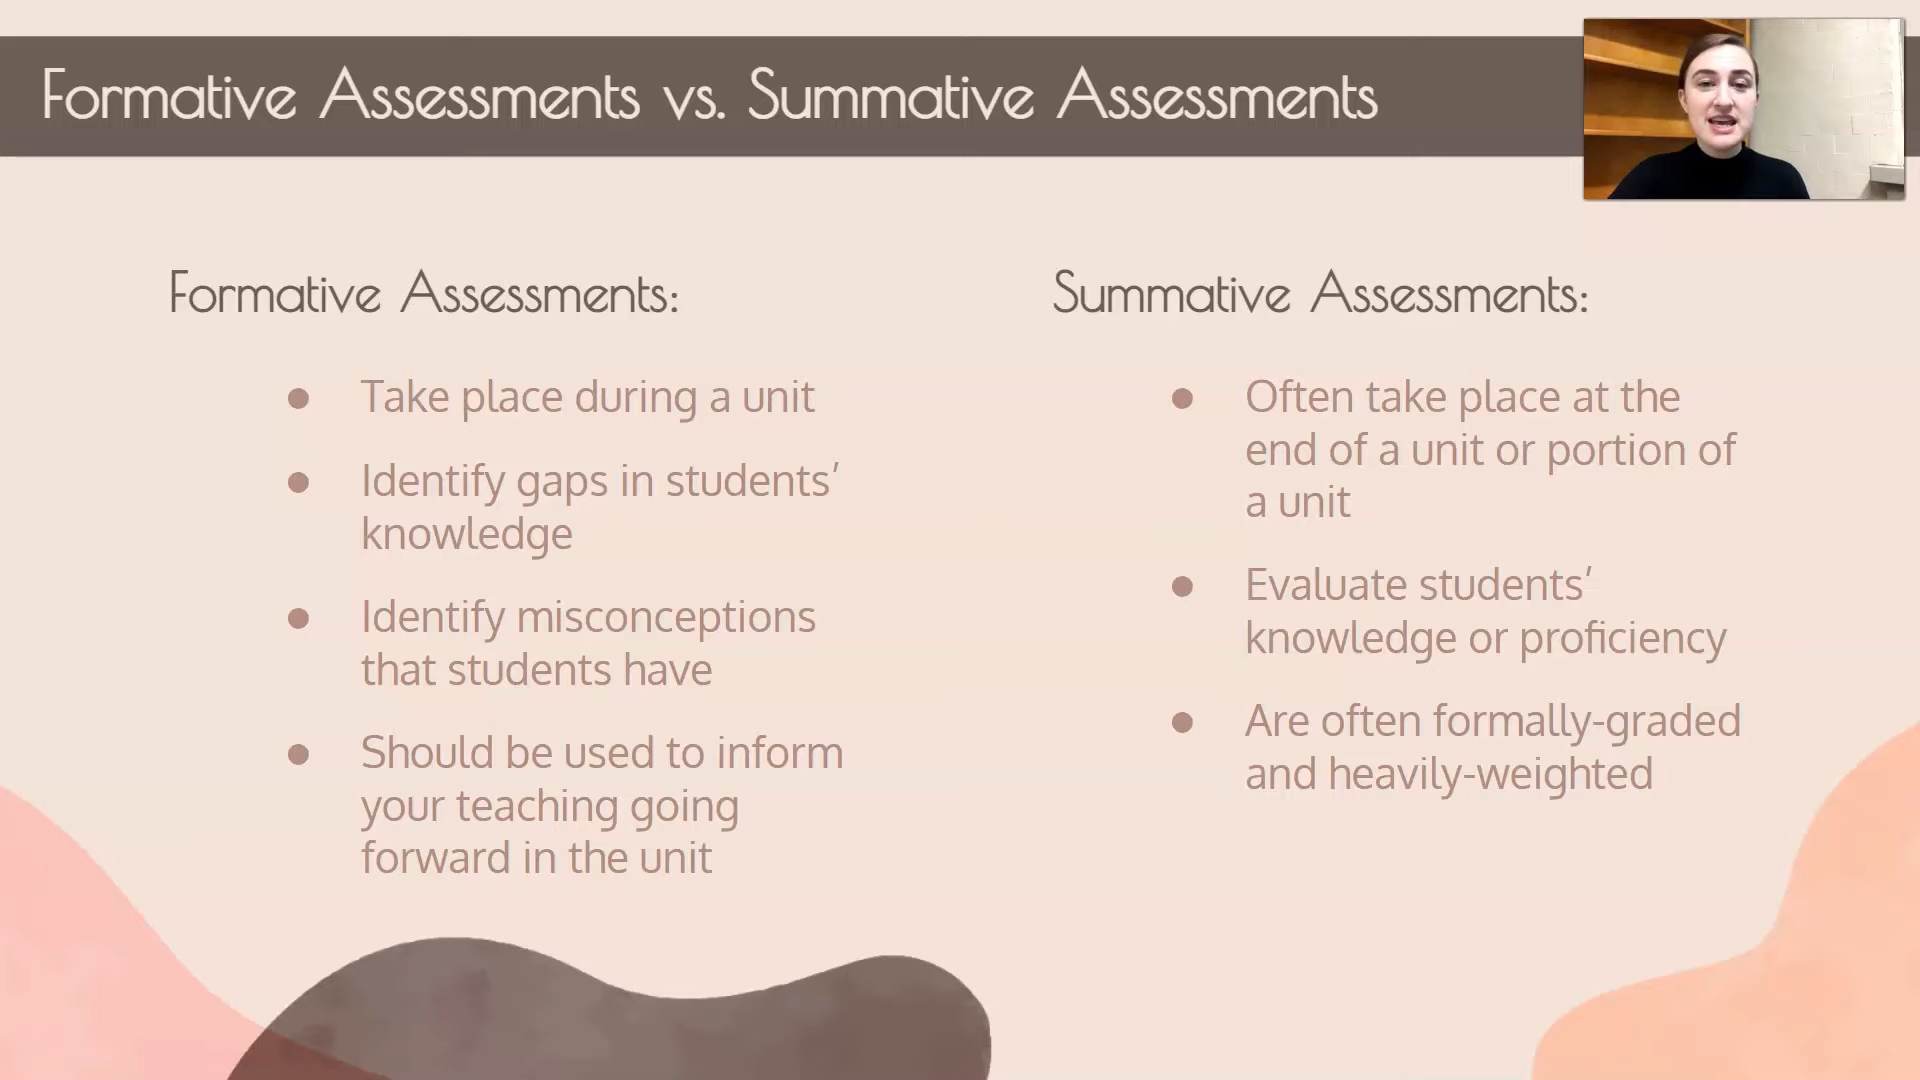 Formative Assessments vs. Summative Assessments
Formative Assessments:
● Take place during a unit
● Identify gaps in students’
knowledge
● Identify misconceptions
that students have
● Should be used to inform
your teaching going
forward in the unit
Summative Assessments:
● Often take place at the
end of a unit or portion of
a unit
● Evaluate students’
knowledge or proficiency
● Are often formally-graded
and heavily-weighted